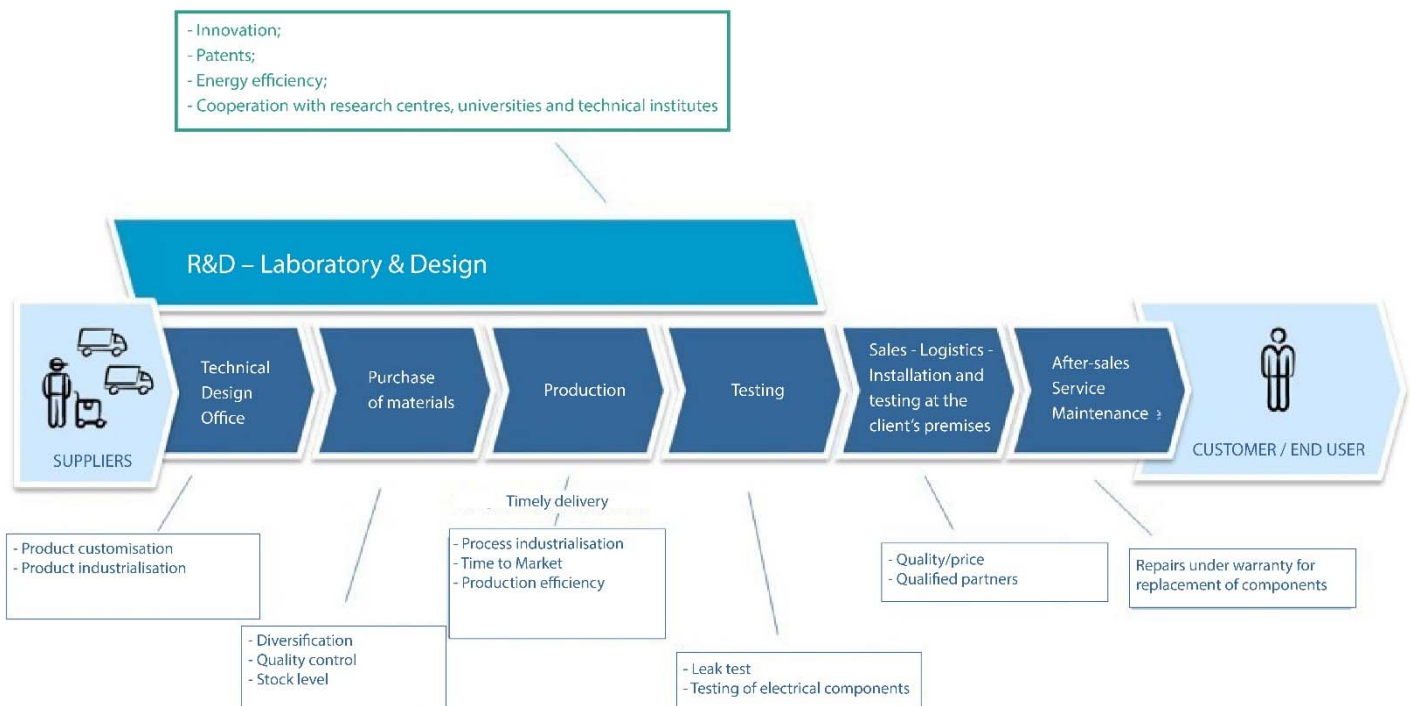 - Innovation;
- Patents;
- Energy efficiency;
- Cooperation with research centres, universities and technical institutes
R&D – Laboratory & Design
SUPPLIERS
Technical
Design
Office
Purchase
of materials
Production
Testing
Sales - Logistics -
Installation and
testing at the
client's premises
After-sales
Service
Maintenance e
CUSTOMER / END USER
- Product customisation
- Product industrialisation
- Diversification
- Quality control
- Stock level
Timely delivery
- Process industrialisation
- Time to Market
- Production efficiency
- Leak test
- Testing of electrical components
- Quality/price
- Qualified partners
Repairs under warranty for
replacement of components